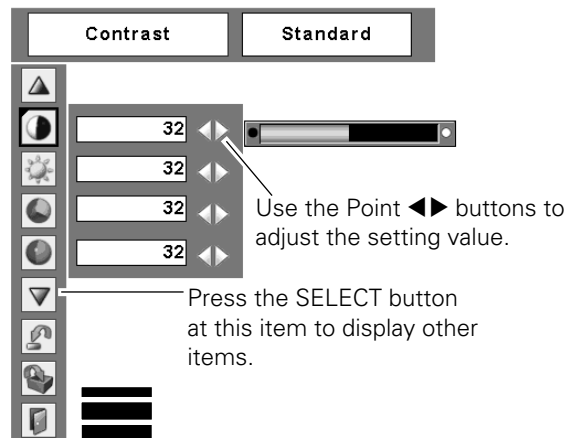 Contrast Standard
32
32
32
32
Use the Point ◀▶ buttons to
adjust the setting value.
Press the SELECT button
at this item to display other
items.